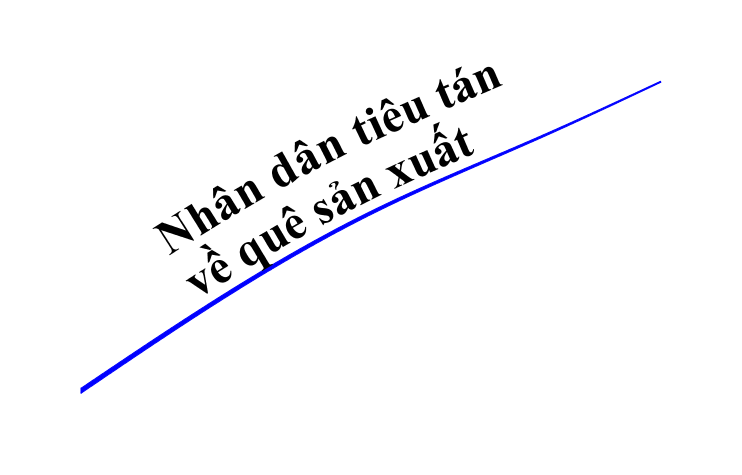 Nhân dân tiêu tán
về quê sản xuất